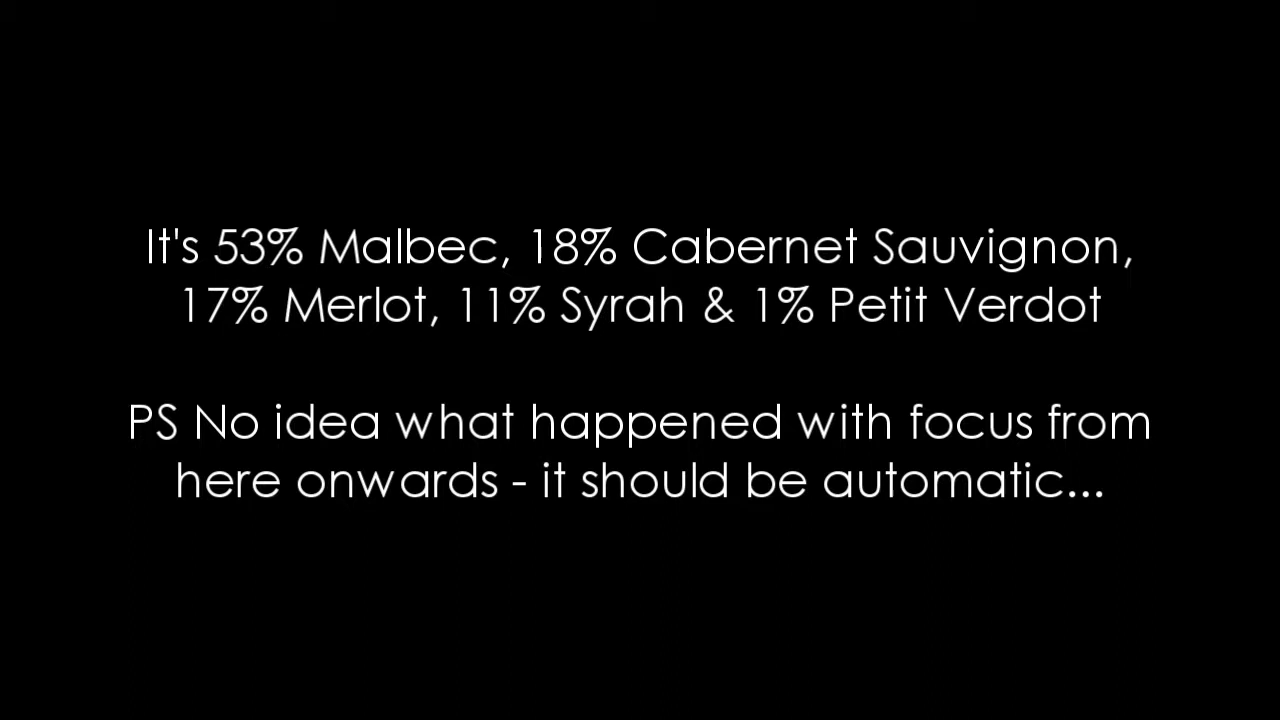 It's 53% Malbec, 18% Cabernet Sauvignon,
17% Merlot, 11% Syrah & 1% Petit Verdot
PS No idea what happened with focus from
here onwards - it should be automatic...